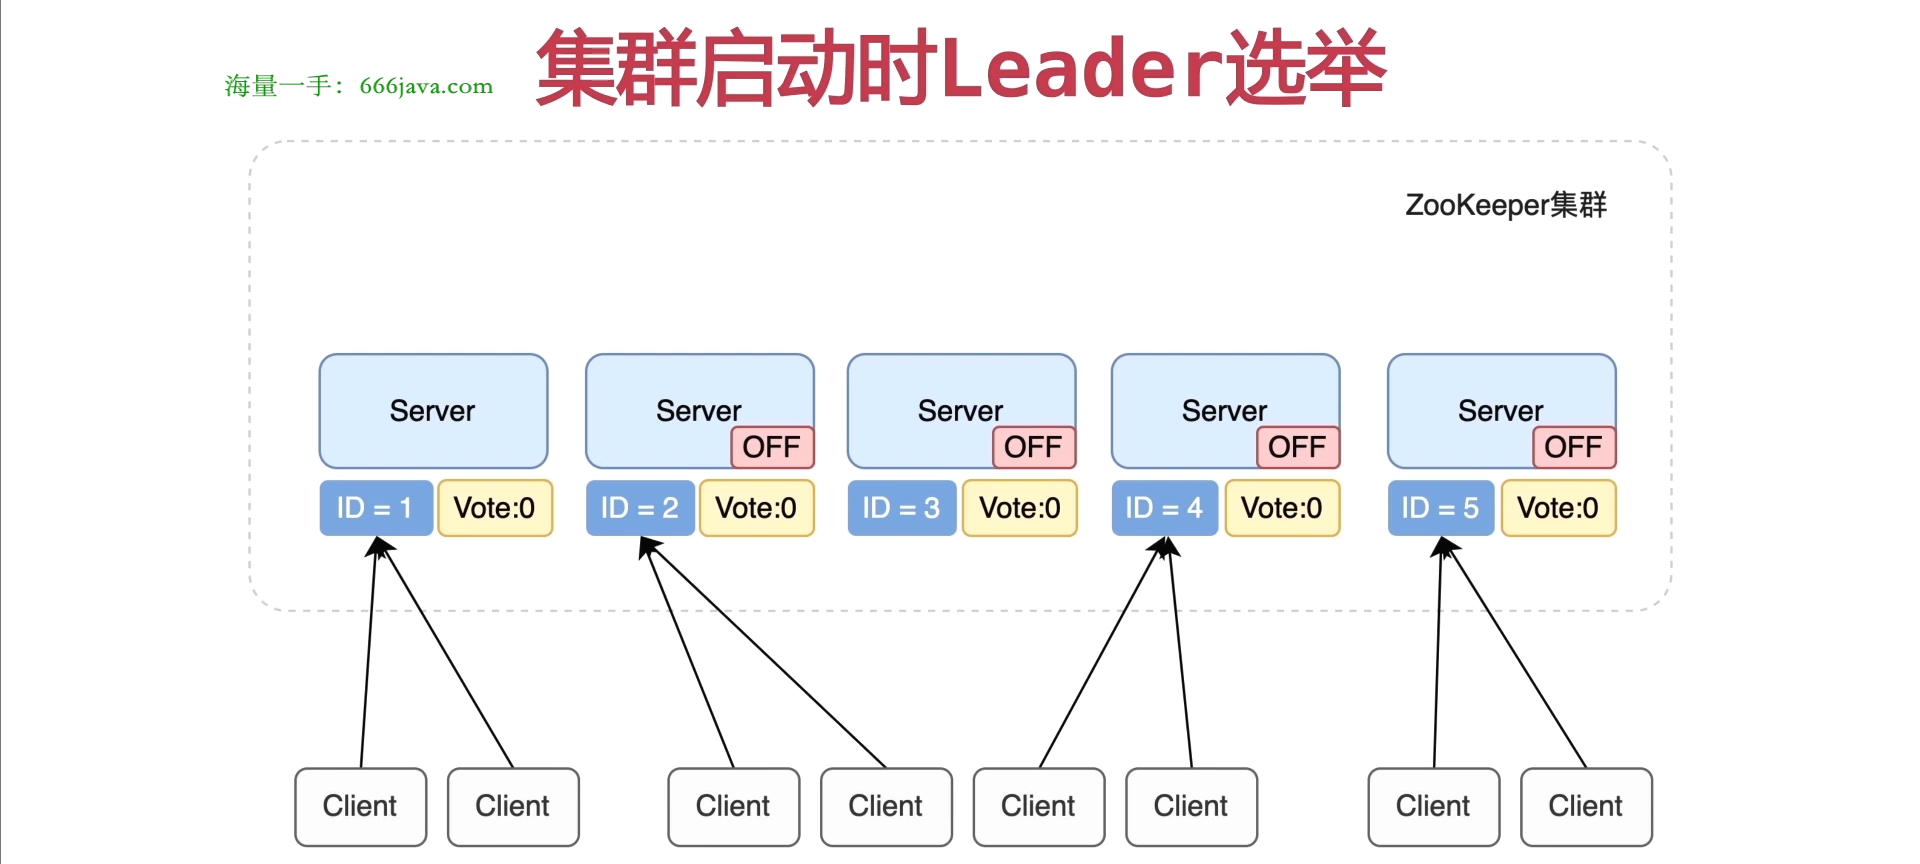 集群启动时Leader选举
海量一手：666java.com
ZooKeeper集群
Server
Server
OFF
Server
OFF
Server
OFF
Server
OFF
ID = 1
Vote:0
ID = 2
Vote:0
ID = 3
Vote:0
ID = 4
Vote:0
ID = 5
Vote:0
Client
Client
Client
Client
Client
Client
Client
Client